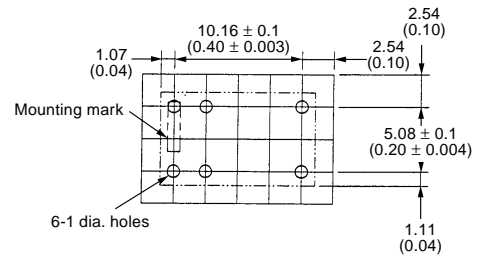 2.54
(0.10)
10.16 ± 0.1
(0.40 ± 0.003)
1.07
(0.04)
2.54
(0.10)
Mounting mark
5.08 ± 0.1
(0.20 ± 0.004)
6-1 dia. holes
1.11
(0.04)